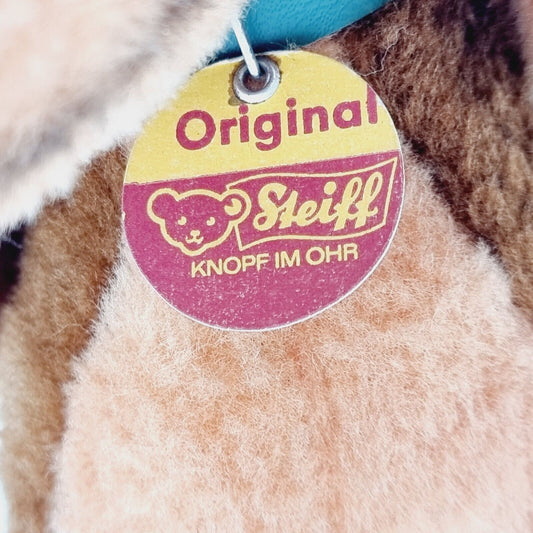 Original
Steiff
KNOPF IM OHR